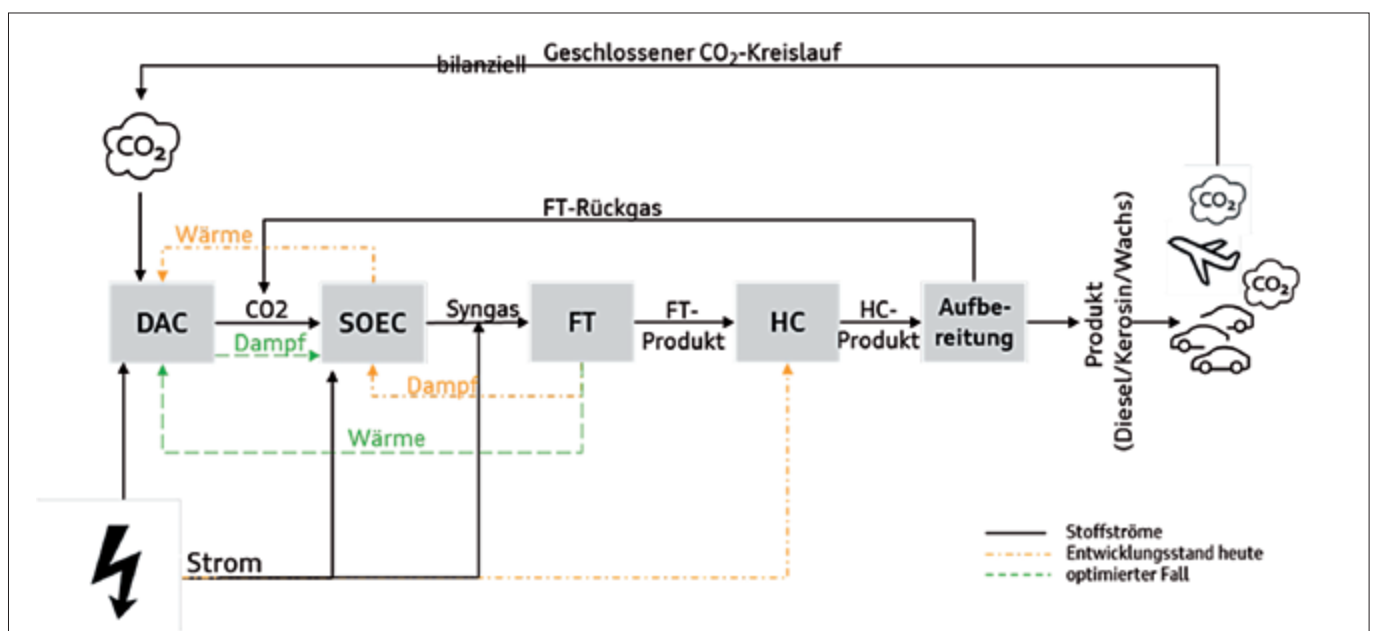 Geschlossener CO₂-Kreislauf
bilanziell
CO₂
CO₂
FT-Rückgas
Wärme
CO₂
DAC
CO2
SOEC
Syngas
FT
FT-
Produkt
HC
HC-
Produkt
Aufbe-
reitung
Produkt
(Diesel/Kerosin/Wachs)
Dampf
Dampf
Wärme
Strom
Stoffströme
Entwicklungsstand heute
optimierter Fall